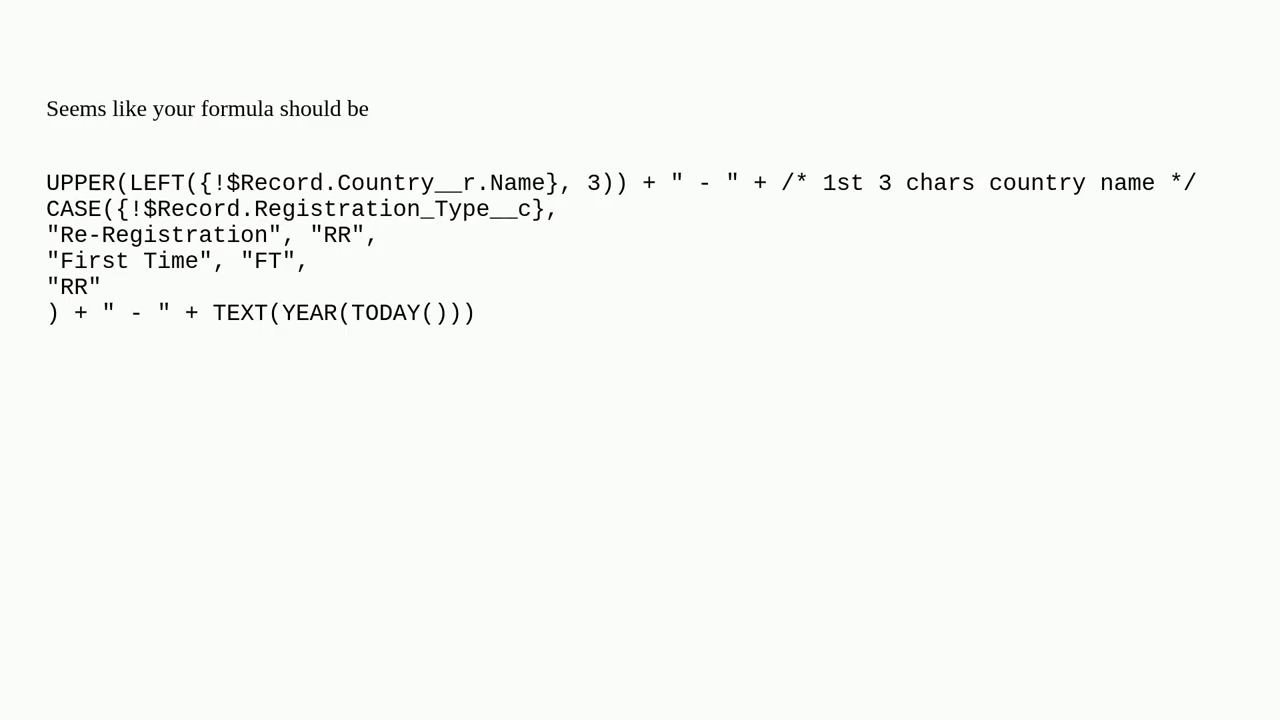 Seems like your formula should be
UPPER(LEFT({!$Record.Country__r.Name}, 3)) + " - " + /* 1st 3 chars country name */
CASE({!$Record.Registration_Type__c},
"Re-Registration", "RR",
"First Time", "FT",
"RR"
) + " - " + TEXT(YEAR(TODAY()))